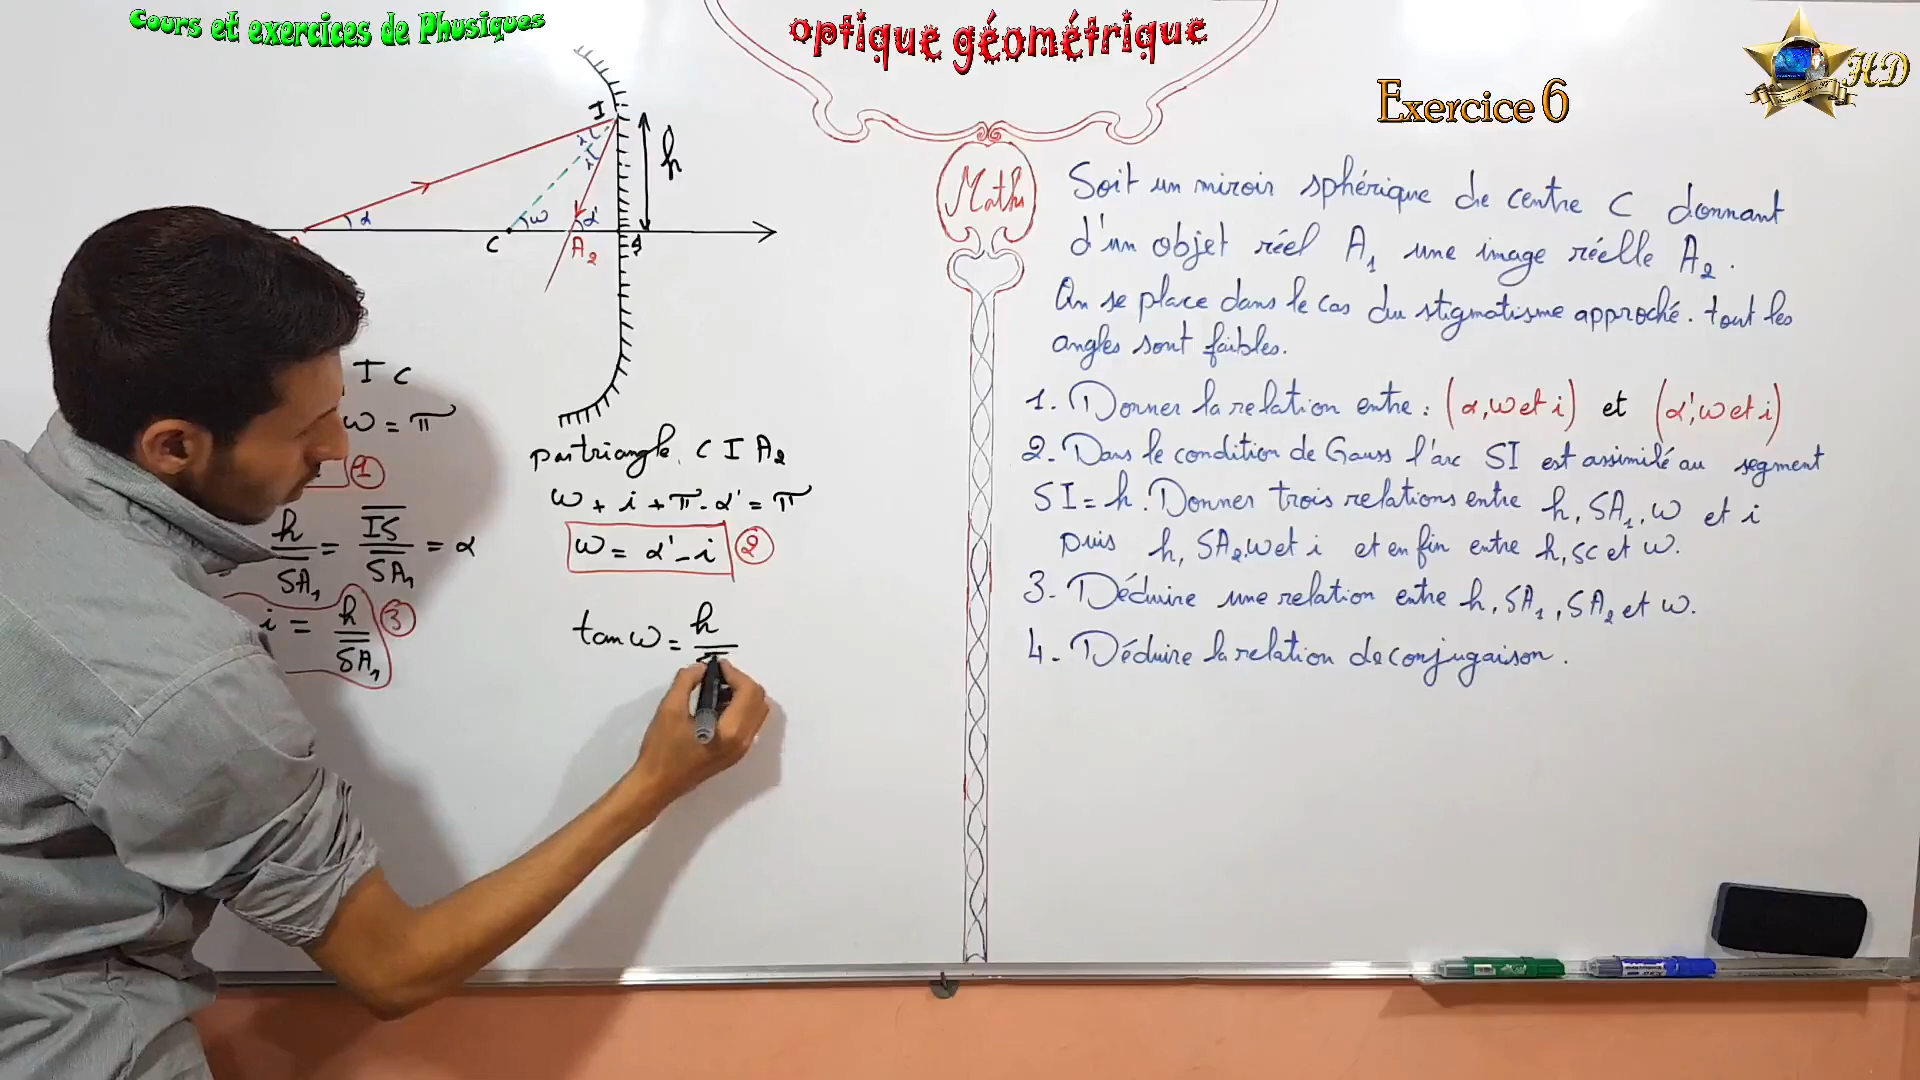 Cours et exercices de Physiques
optique géométrique
Exercice 6
HD
Maths
I
i
i
h
α
ω
α'
C
A2
S
I C
ω = π
1
h/SA1 = IS/SA1 = α
i = h/SA1 3
par triangle. C I A2
ω + i + π - α' = π
ω = α' - i 2
tan ω = h
Soit un miroir sphérique de centre C donnant
d'un objet réel A1 une image réelle A2.
On se place dans le cas du stigmatisme approché. tout les
angles sont faibles.
1. Donner la relation entre : (α, ω et i) et (α', ω et i)
2. Dans le condition de Gauss l'arc SI est assimilé au segment
SI = h. Donner trois relations entre h, SA1, ω et i
puis h, SA2, ω et i et en fin entre h, SC et ω.
3. Déduire une relation entre h, SA1, SA2 et ω.
4. Déduire la relation de conjugaison.